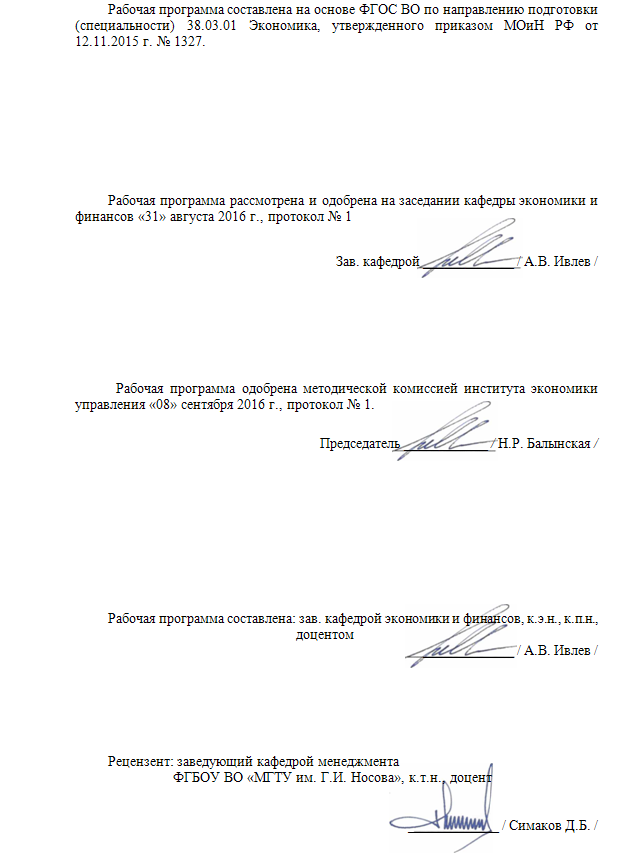 Рабочая программа составлена на основе ФГОС ВО по направлению подготовки
(специальности) 38.03.01 Экономика, утвержденного приказом МОиН РФ от
12.11.2015 г. № 1327.
Рабочая программа рассмотрена и одобрена на заседании кафедры экономики и
финансов «31» августа 2016 г., протокол № 1
Зав. кафедрой ______________ / А.В. Ивлев /
Рабочая программа одобрена методической комиссией института экономики
управления «08» сентября 2016 г., протокол № 1.
Председатель ______________ / Н.Р. Балынская /
Рабочая программа составлена: зав. кафедрой экономики и финансов, к.э.н., к.п.н.,
доцентом
______________ / А.В. Ивлев /
Рецензент: заведующий кафедрой менеджмента
ФГБОУ ВО «МГТУ им. Г.И. Носова», к.т.н., доцент
______________ / Симаков Д.Б. /